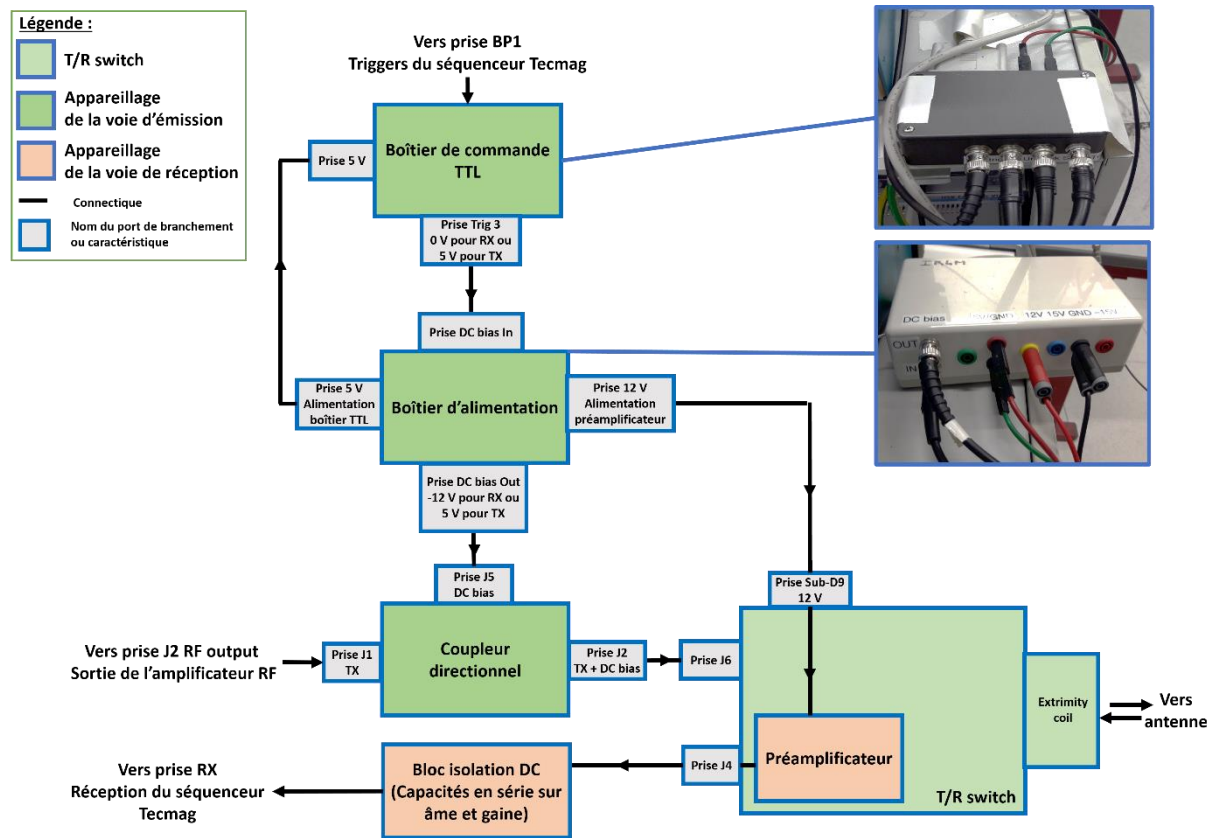 Légende :
T/R switch
Appareillage
de la voie d'émission
Appareillage
de la voie de réception
Connectique
Nom du port de branchement
ou caractéristique
Vers prise BP1
Triggers du séquenceur Tecmag
Prise 5 V
Boîtier de commande
TTL
Prise Trig 3
0 V pour RX ou
5 V pour TX
Prise DC bias In
Prise 5 V
Alimentation
boîtier TTL
Boîtier d'alimentation
Prise 12 V
Alimentation
préamplificateur
Prise DC bias Out
-12 V pour RX ou
5 V pour TX
DC bias
GND 12V 15V GND -15V
OUT
IN
Prise J5
DC bias
Prise Sub-D9
12 V
Vers prise J2 RF output
Sortie de l'amplificateur RF
Prise J1
TX
Coupleur
directionnel
Prise J2
TX + DC bias
Prise J6
Extrimity
coil
Vers
antenne
Préamplificateur
Prise J4
T/R switch
Bloc isolation DC
(Capacités en série sur
âme et gaine)
Vers prise RX
Réception du séquenceur
Tecmag